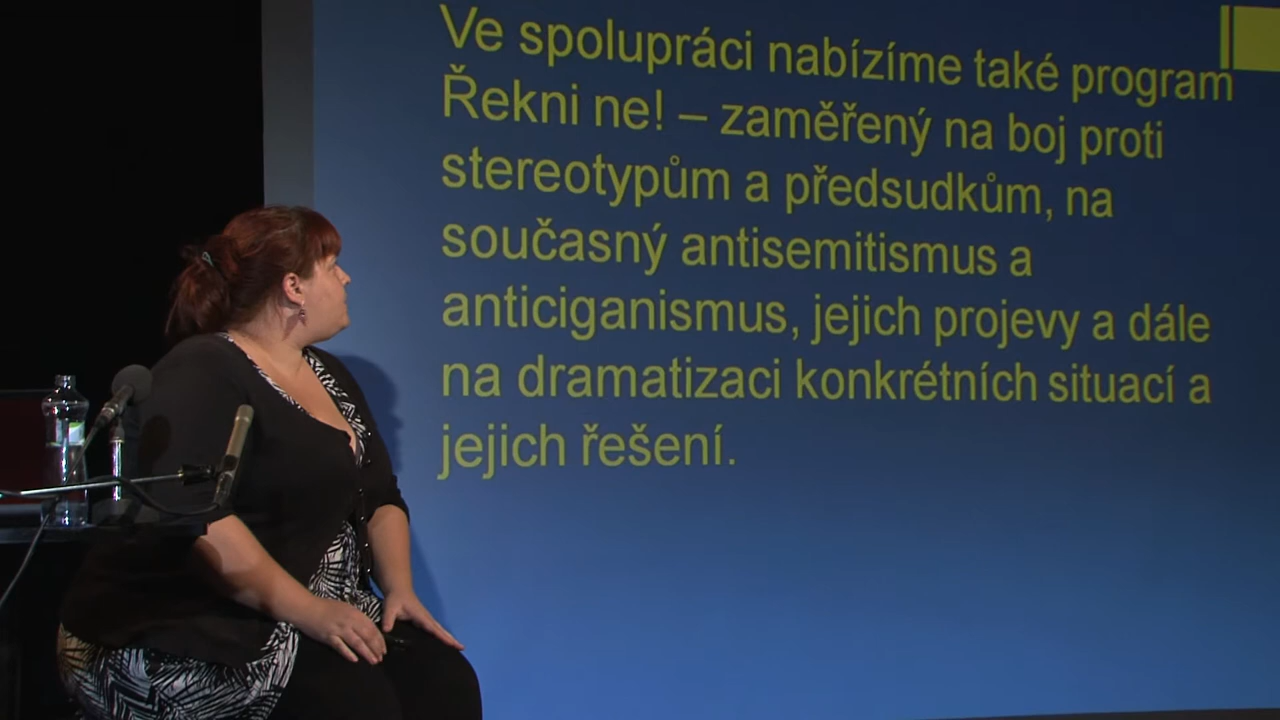 Ve spolupráci nabízíme také program
Řekni ne! – zaměřený na boj proti
stereotypům a předsudkům, na
současný antisemitismus a
anticiganismus, jejich projevy a dále
na dramatizaci konkrétních situací a
jejich řešení.